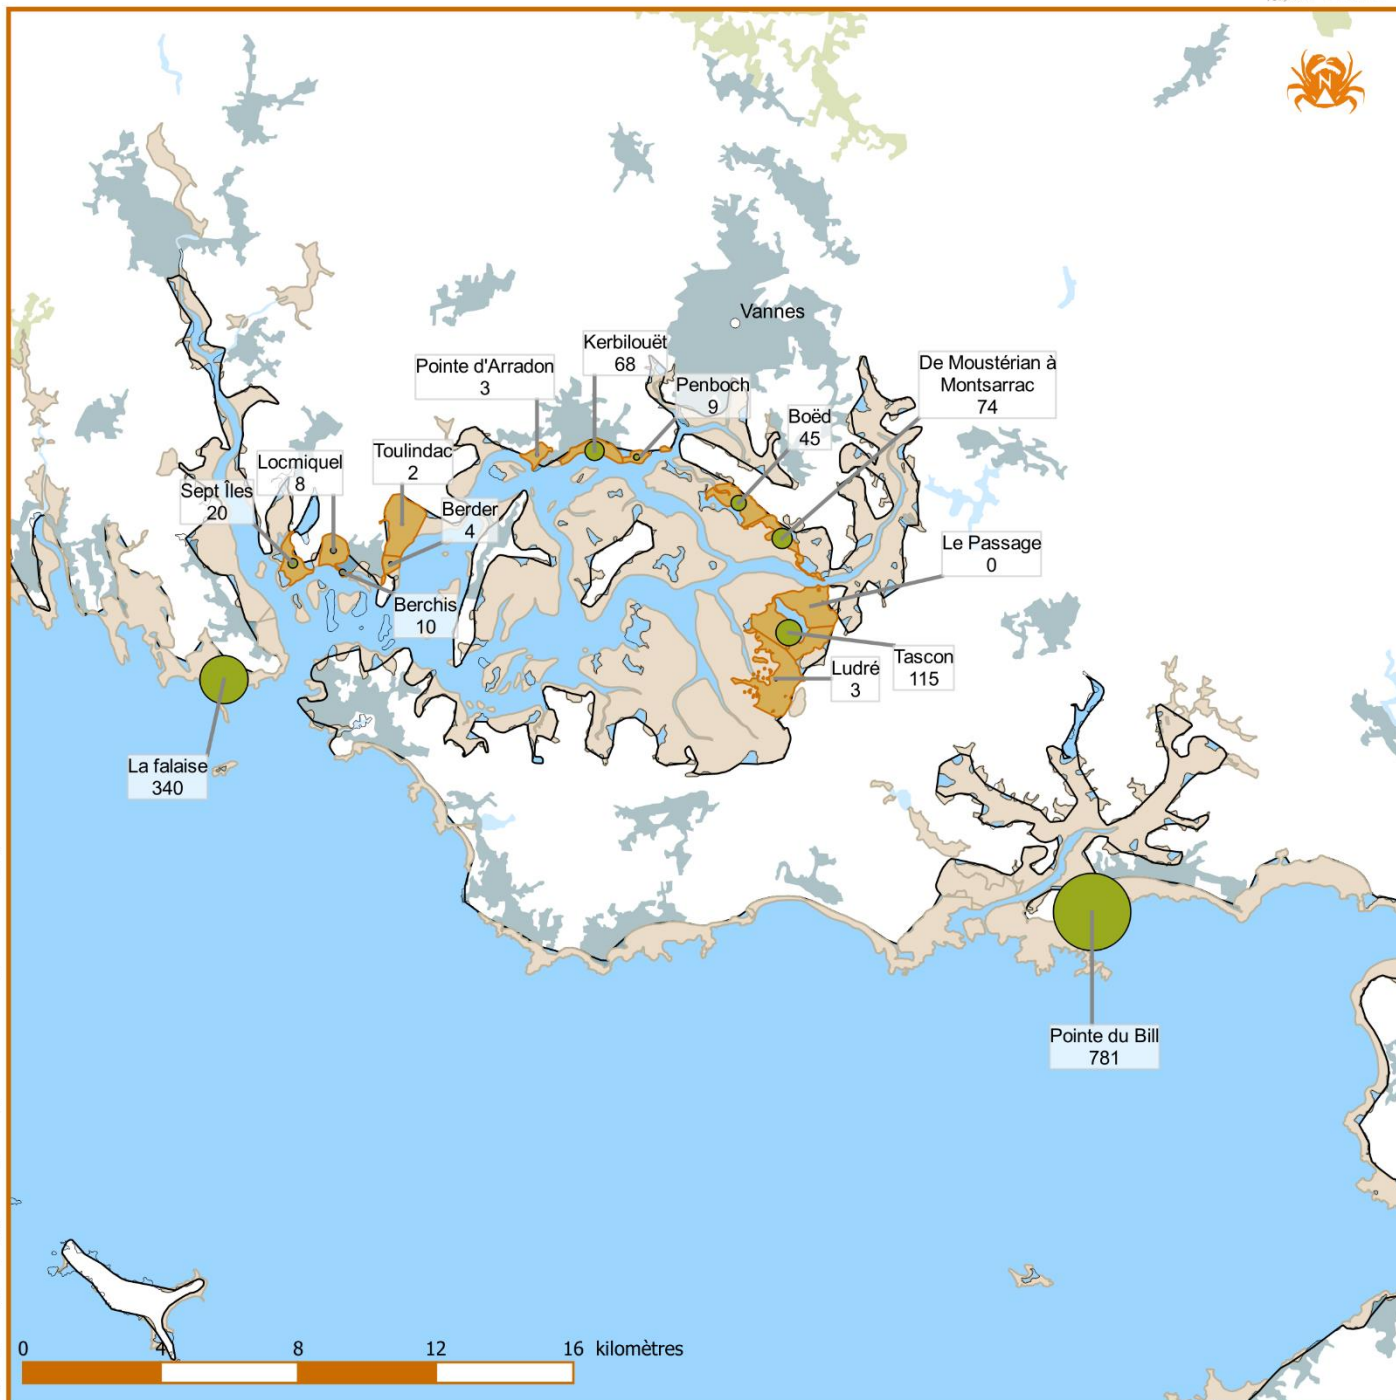 N
Vannes
Kerbilouët
68
Pointe d'Arradon
3
De Moustérian à
Montsarrac
74
Penboch
9
Boëd
45
Toulindac
2
Locmiquel
8
Sept Îles
20
Berder
4
Le Passage
0
Berchis
10
Tascon
115
Ludré
3
La falaise
340
Pointe du Bill
781
0 4 8 12 16 kilomètres